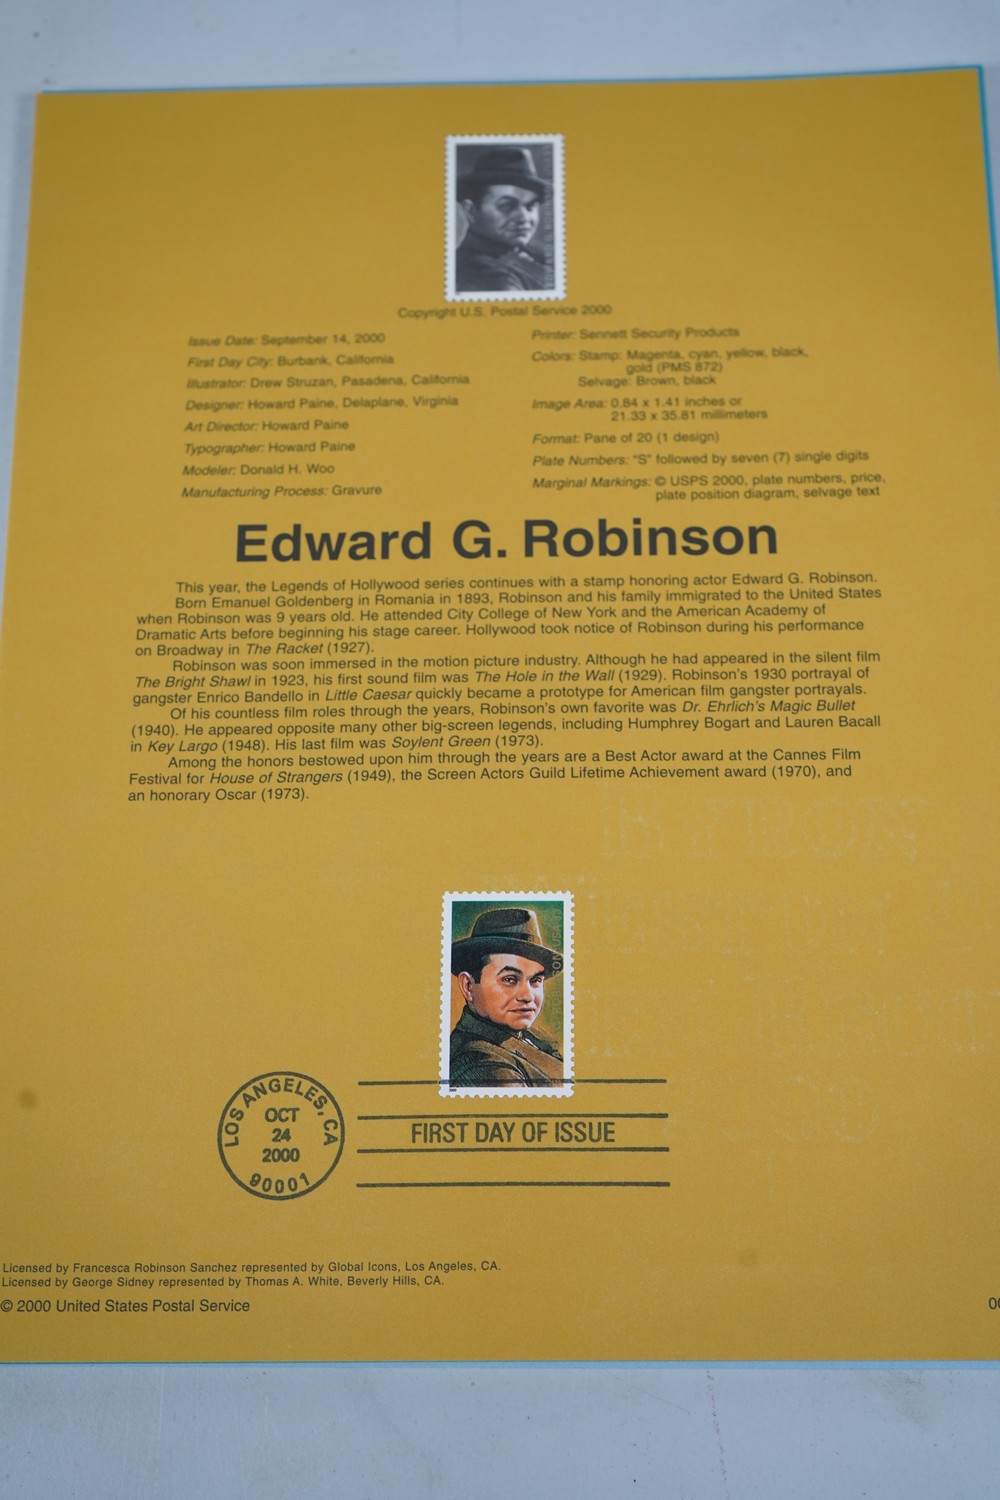 Copyright U.S. Postal Service 2000
Issue Date: September 14, 2000
First Day City: Burbank, California
Illustrator: Drew Struzan, Pasadena, California
Designer: Howard Paine, Delaplane, Virginia
Art Director: Howard Paine
Typographer: Howard Paine
Modeler: Donald H. Woo
Manufacturing Process: Gravure
Printer: Sennett Security Products
Colors: Stamp: Magenta, cyan, yellow, black,
gold (PMS 872)
Selvage: Brown, black
Image Area: 0.84 x 1.41 inches or
21.33 x 35.81 millimeters
Format: Pane of 20 (1 design)
Plate Numbers: "S" followed by seven (7) single digits
Marginal Markings: © USPS 2000, plate numbers, price,
plate position diagram, selvage text
Edward G. Robinson
This year, the Legends of Hollywood series continues with a stamp honoring actor Edward G. Robinson.
Born Emanuel Goldenberg in Romania in 1893, Robinson and his family immigrated to the United States
when Robinson was 9 years old. He attended City College of New York and the American Academy of
Dramatic Arts before beginning his stage career. Hollywood took notice of Robinson during his performance
on Broadway in The Racket (1927).
Robinson was soon immersed in the motion picture industry. Although he had appeared in the silent film
The Bright Shawl in 1923, his first sound film was The Hole in the Wall (1929). Robinson's 1930 portrayal of
gangster Enrico Bandello in Little Caesar quickly became a prototype for American film gangster portrayals.
Of his countless film roles through the years, Robinson's own favorite was Dr. Ehrlich's Magic Bullet
(1940). He appeared opposite many other big-screen legends, including Humphrey Bogart and Lauren Bacall
in Key Largo (1948). His last film was Soylent Green (1973).
Among the honors bestowed upon him through the years are a Best Actor award at the Cannes Film
Festival for House of Strangers (1949), the Screen Actors Guild Lifetime Achievement award (1970), and
an honorary Oscar (1973).
LOS ANGELES, CA
OCT
24
2000
90001
FIRST DAY OF ISSUE
Licensed by Francesca Robinson Sanchez represented by Global Icons, Los Angeles, CA.
Licensed by George Sidney represented by Thomas A. White, Beverly Hills, CA.
© 2000 United States Postal Service